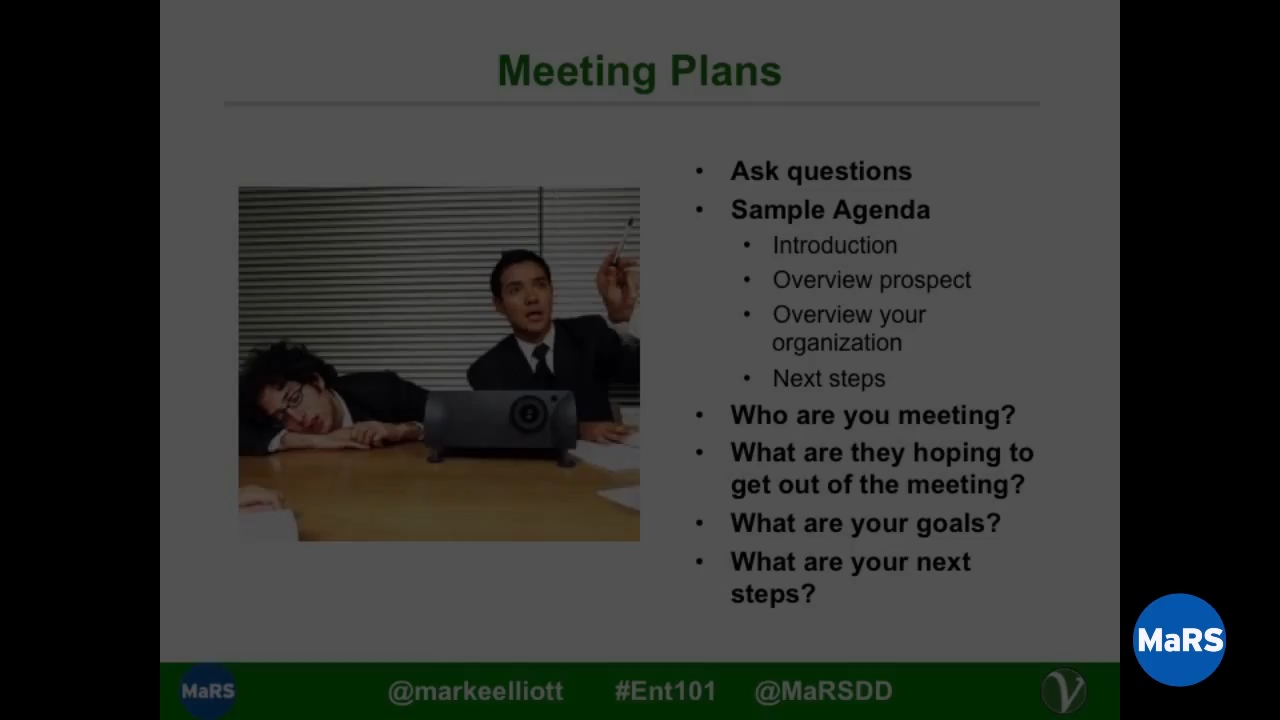 Meeting Plans
• Ask questions
• Sample Agenda
• Introduction
• Overview prospect
• Overview your
organization
• Next steps
• Who are you meeting?
• What are they hoping to
get out of the meeting?
• What are your goals?
• What are your next
steps?
MaRS
MaRS @markeelliott #Ent101 @MaRSDD V